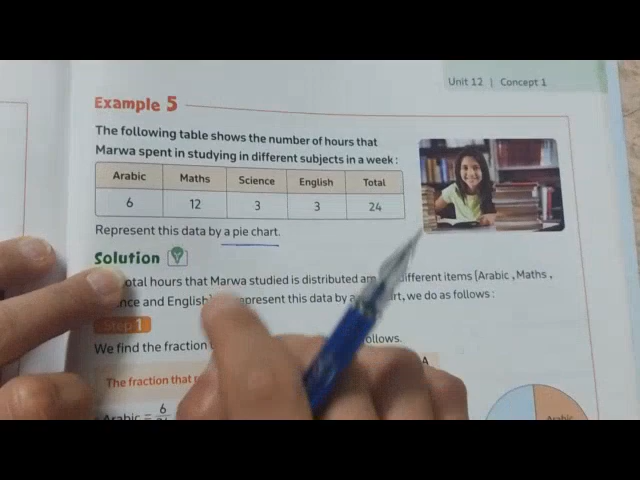 Unit 12 | Concept 1
Example 5
The following table shows the number of hours that
Marwa spent in studying in different subjects in a week :
Arabic Maths Science English Total
6 12 3 3 24
Represent this data by a pie chart.
Solution
otal hours that Marwa studied is distributed different items (Arabic , Maths ,
nce and English) present this data by a rt, we do as follows :
Step 1
We find the fraction llows.
The fraction that A
Arabic = 6
Arabic